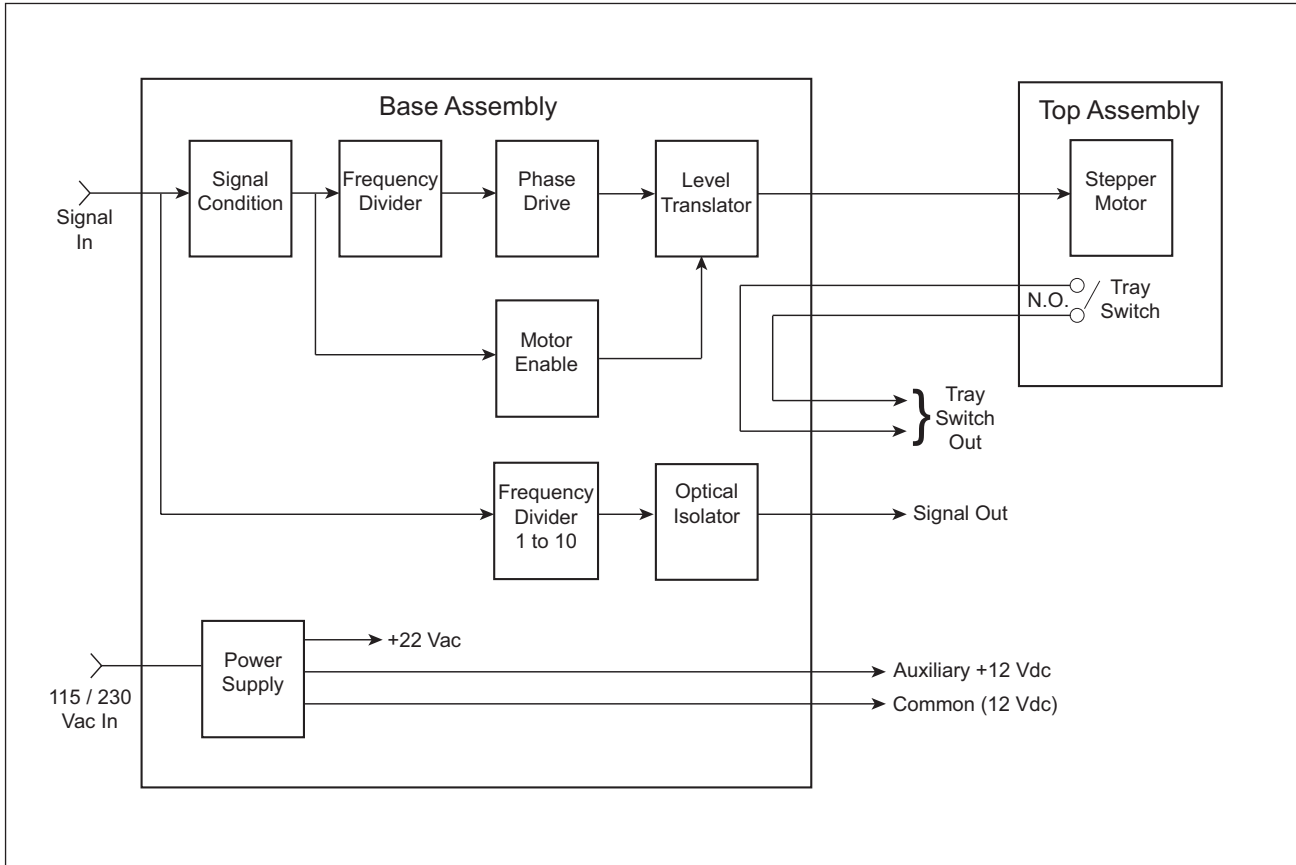 Base Assembly
Top Assembly
Signal
In
Signal
Condition
Frequency
Divider
Phase
Drive
Level
Translator
Stepper
Motor
N.O.
Tray
Switch
Motor
Enable
Tray
Switch
Out
Frequency
Divider
1 to 10
Optical
Isolator
Signal Out
115 / 230
Vac In
Power
Supply
+22 Vac
Auxiliary +12 Vdc
Common (12 Vdc)